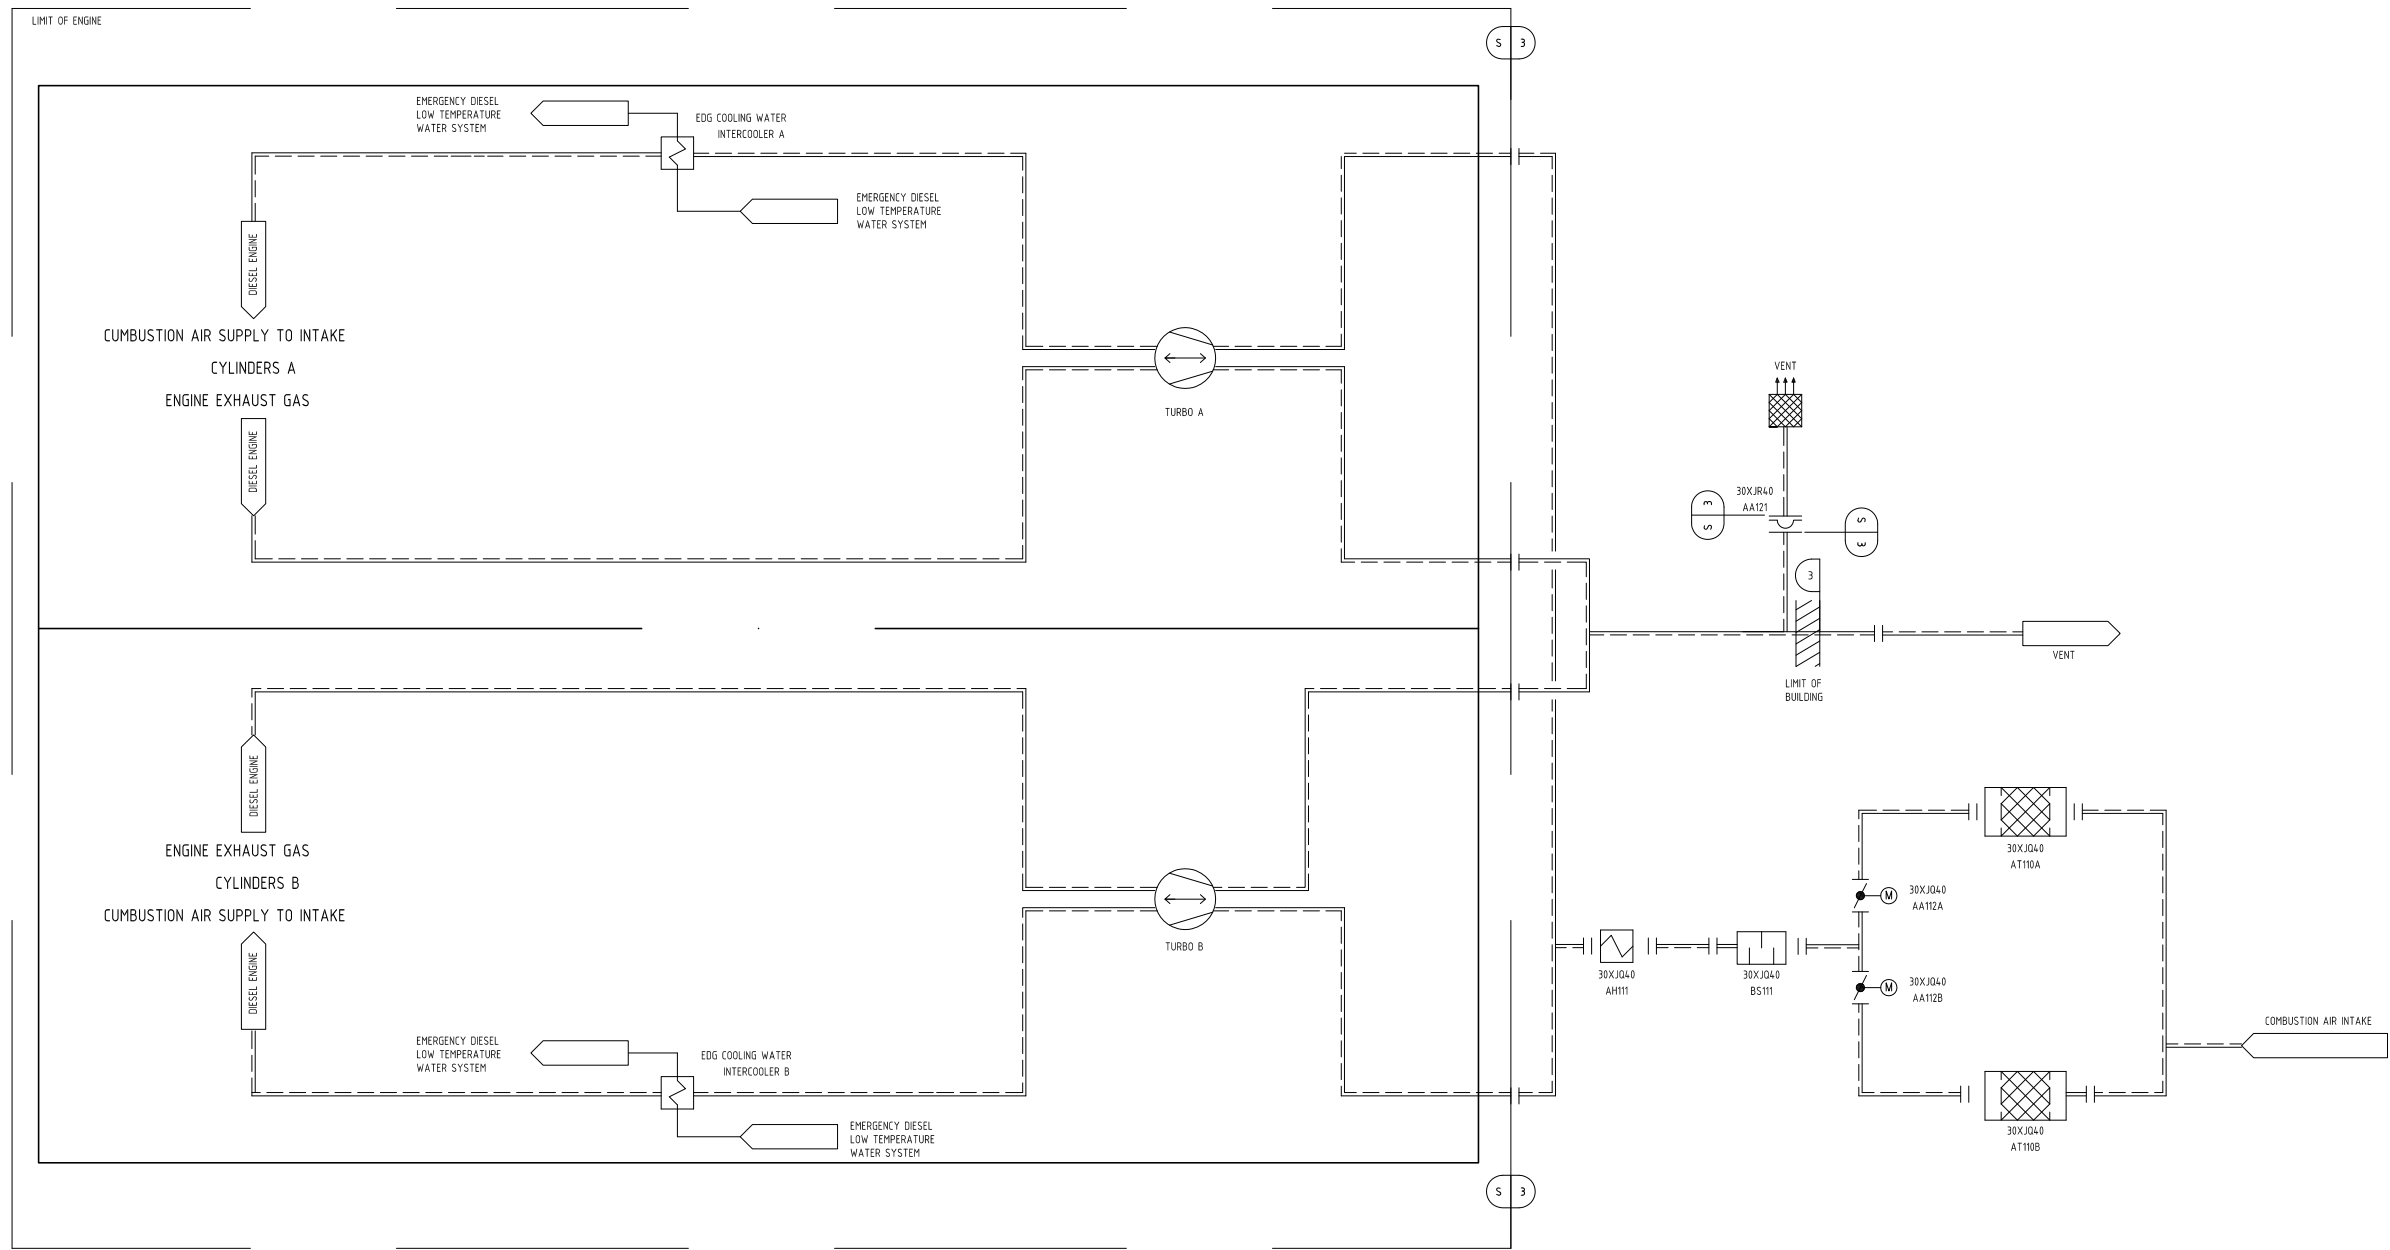 LIMIT OF ENGINE
S 3
EMERGENCY DIESEL
LOW TEMPERATURE
WATER SYSTEM
EDG COOLING WATER
INTERCOOLER A
EMERGENCY DIESEL
LOW TEMPERATURE
WATER SYSTEM
DIESEL ENGINE
CUMBUSTION AIR SUPPLY TO INTAKE
CYLINDERS A
ENGINE EXHAUST GAS
DIESEL ENGINE
TURBO A
VENT
30XJR40
AA121
3
S
S
3
3
VENT
LIMIT OF
BUILDING
DIESEL ENGINE
ENGINE EXHAUST GAS
CYLINDERS B
CUMBUSTION AIR SUPPLY TO INTAKE
DIESEL ENGINE
TURBO B
30XJQ40
AT110A
M
30XJQ40
AA112A
30XJQ40
AH111
30XJQ40
BS111
M
30XJQ40
AA112B
COMBUSTION AIR INTAKE
EMERGENCY DIESEL
LOW TEMPERATURE
WATER SYSTEM
EDG COOLING WATER
INTERCOOLER B
EMERGENCY DIESEL
LOW TEMPERATURE
WATER SYSTEM
30XJQ40
AT110B
S 3